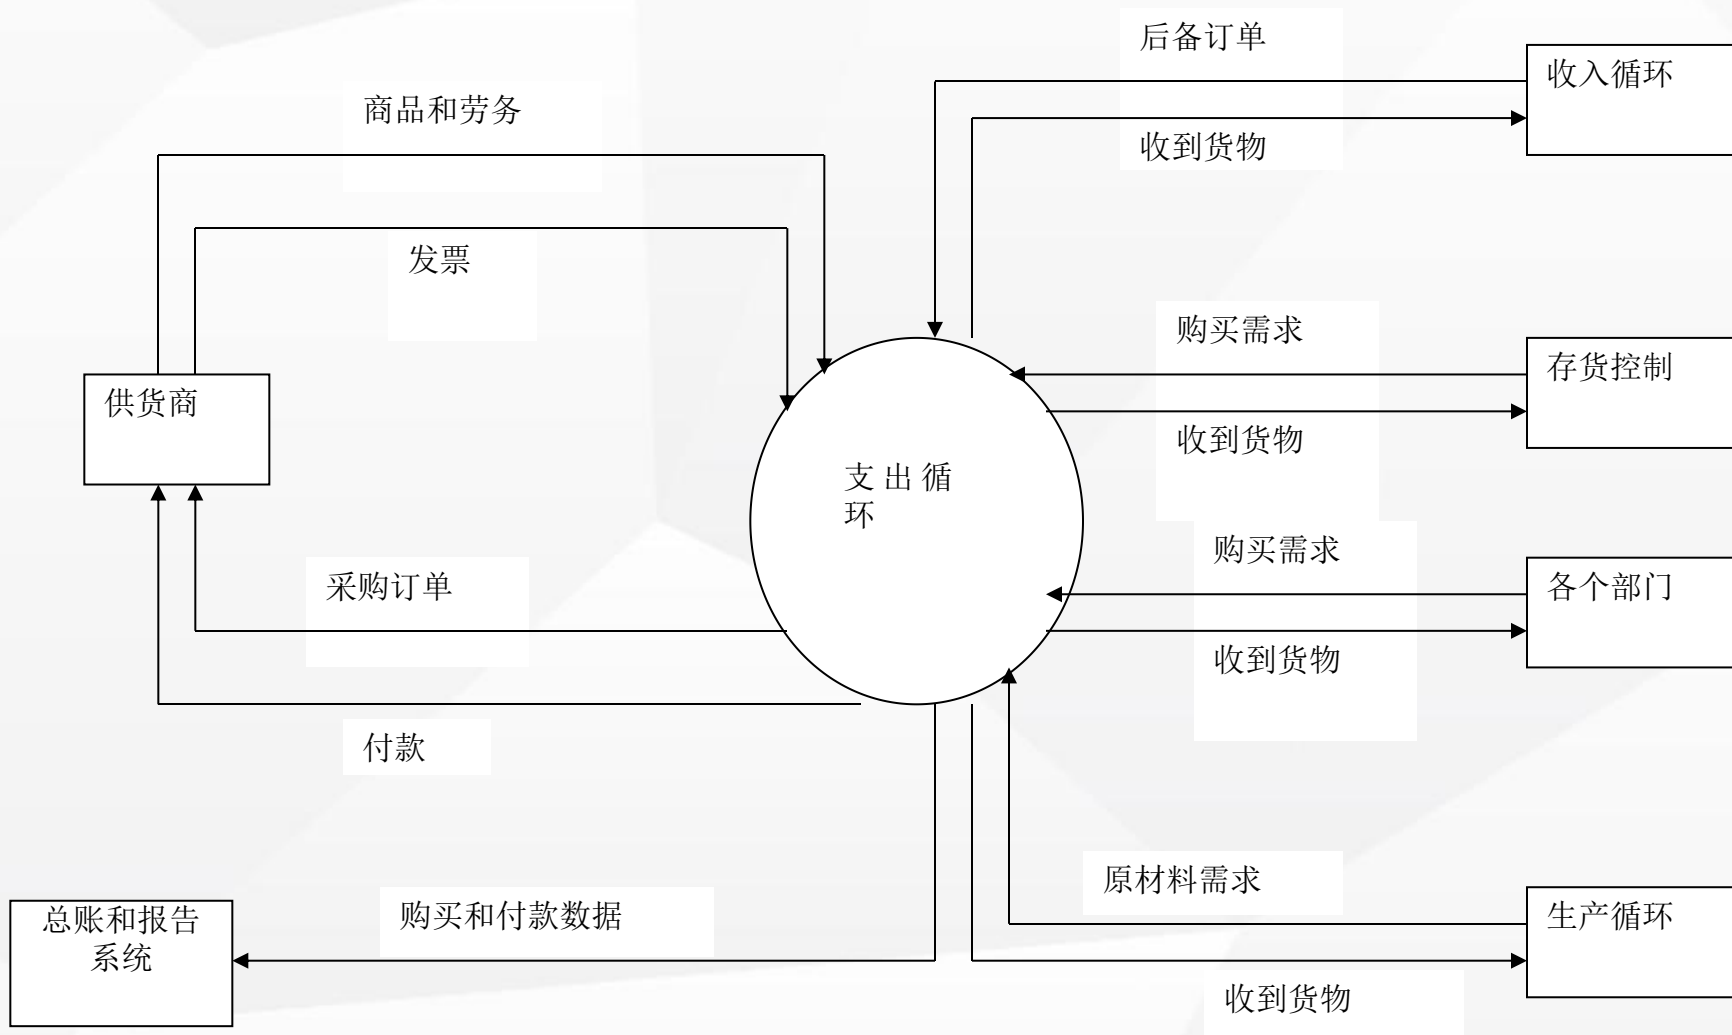 后备订单
收入循环
商品和劳务
收到货物
发票
购买需求
存货控制
供货商
收到货物
支出循
环
购买需求
采购订单
各个部门
收到货物
付款
原材料需求
购买和付款数据
生产循环
总账和报告
系统
收到货物